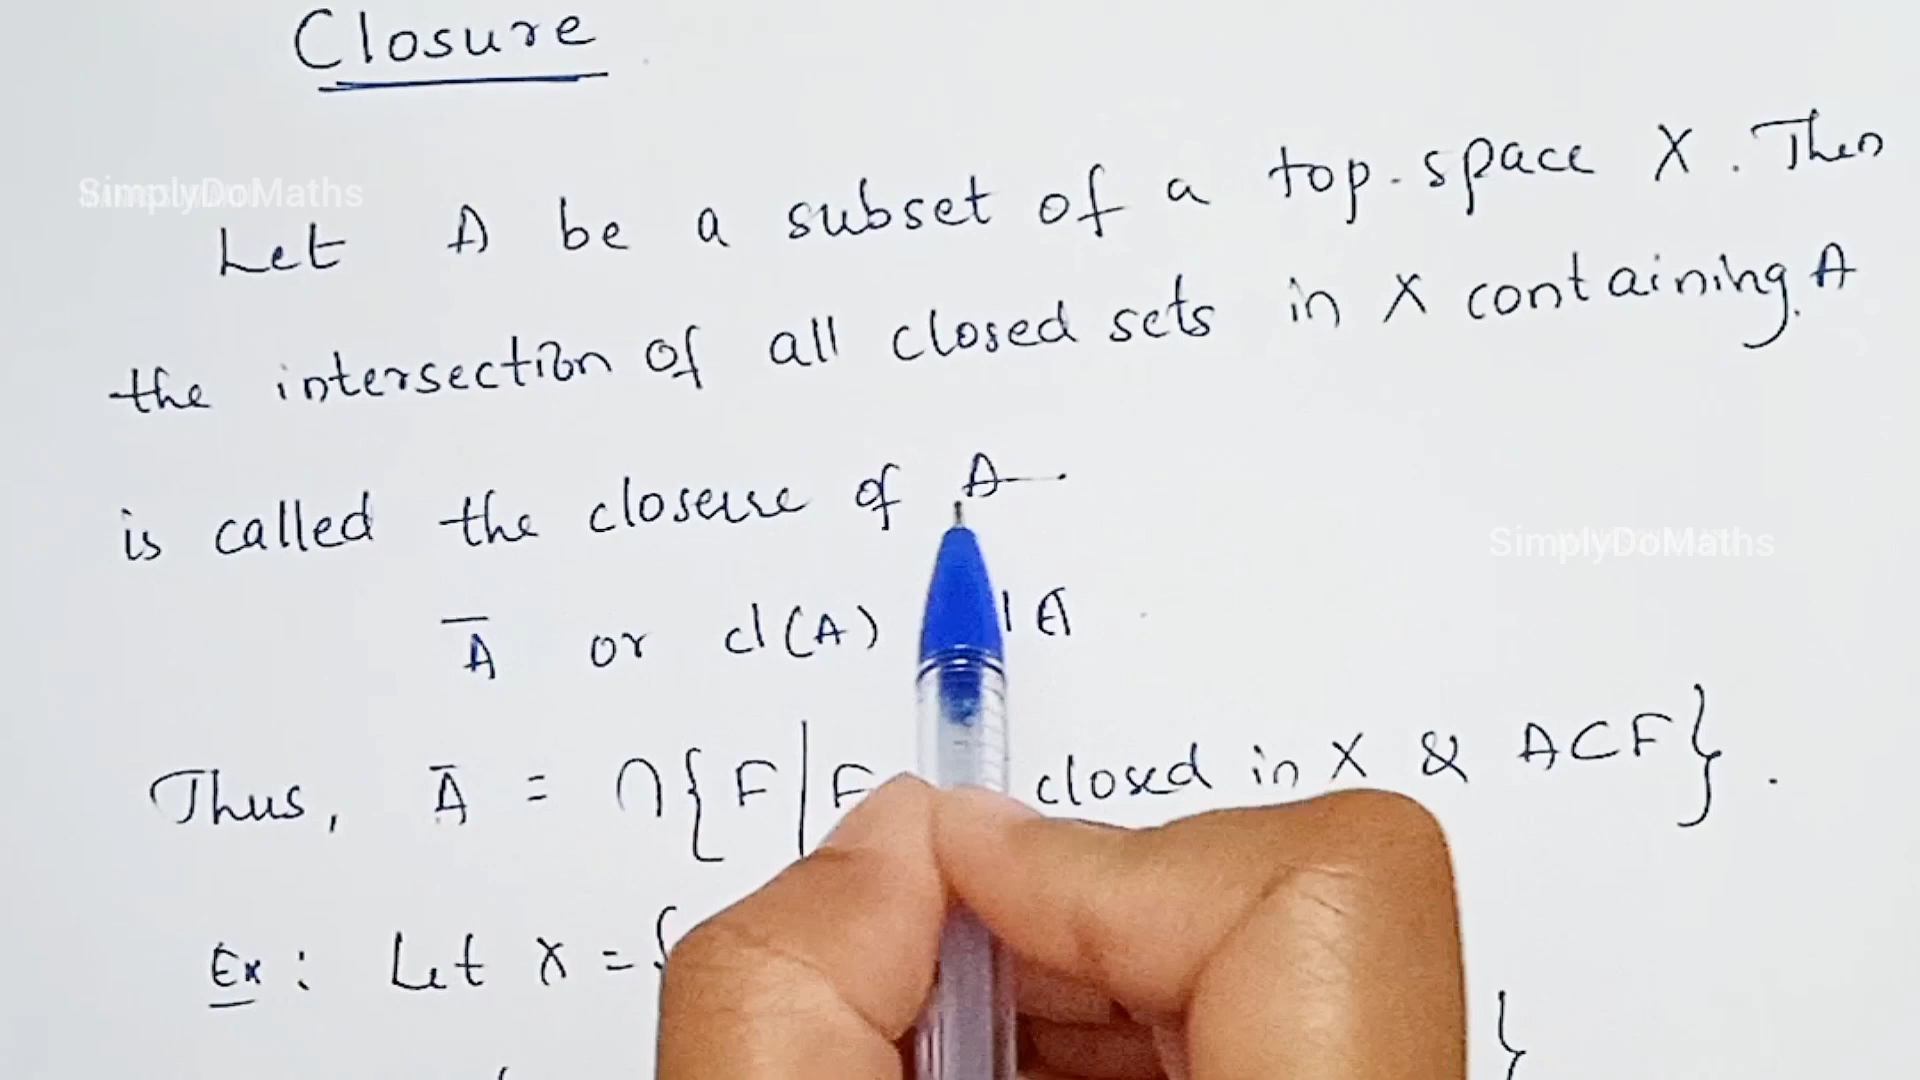 Closure
SimplyDoMaths
Let A be a subset of a top. space X. Then
the intersection of all closed sets in X containing A
is called the closure of A.
SimplyDoMaths
A̅ or cl(A)
Thus, A̅ = ∩{F | F closed in X & A⊂F}.
Ex: Let X = {
}